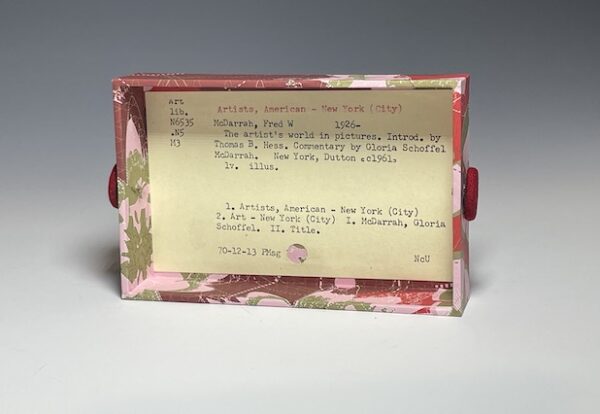 Art
lib. Artists, American - New York (City)
N6535 McDarrah, Fred W 1926-
.N5 The artist's world in pictures. Introd. by
M3 Thomas B. Hess. Commentary by Gloria Schoffel
McDarrah. New York, Dutton c1961
1v. illus.
1. Artists, American - New York (City)
2. Art - New York (City) I. McDarrah, Gloria
Schoffel. II. Title.
70-12-13 PMsg NcU